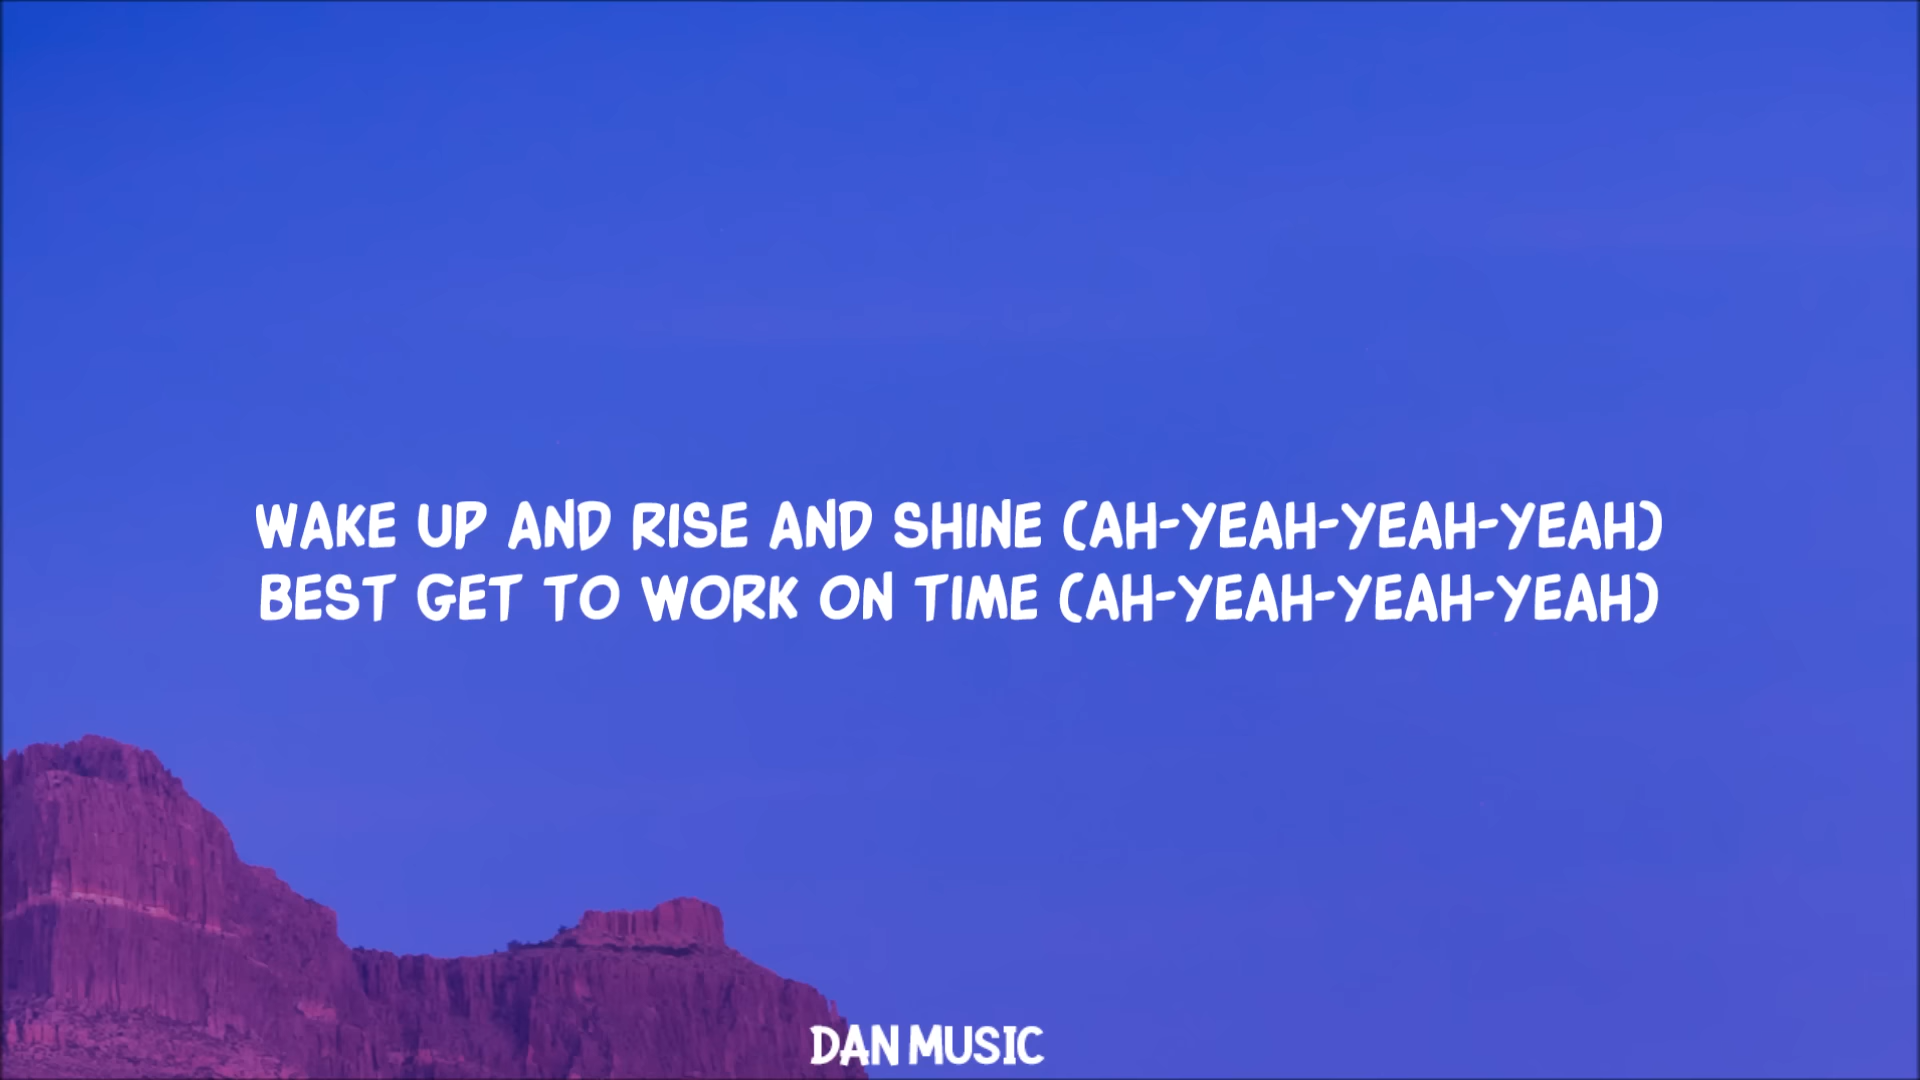 WAKE UP AND RISE AND SHINE (AH-YEAH-YEAH-YEAH)
BEST GET TO WORK ON TIME (AH-YEAH-YEAH-YEAH)
DAN MUSIC